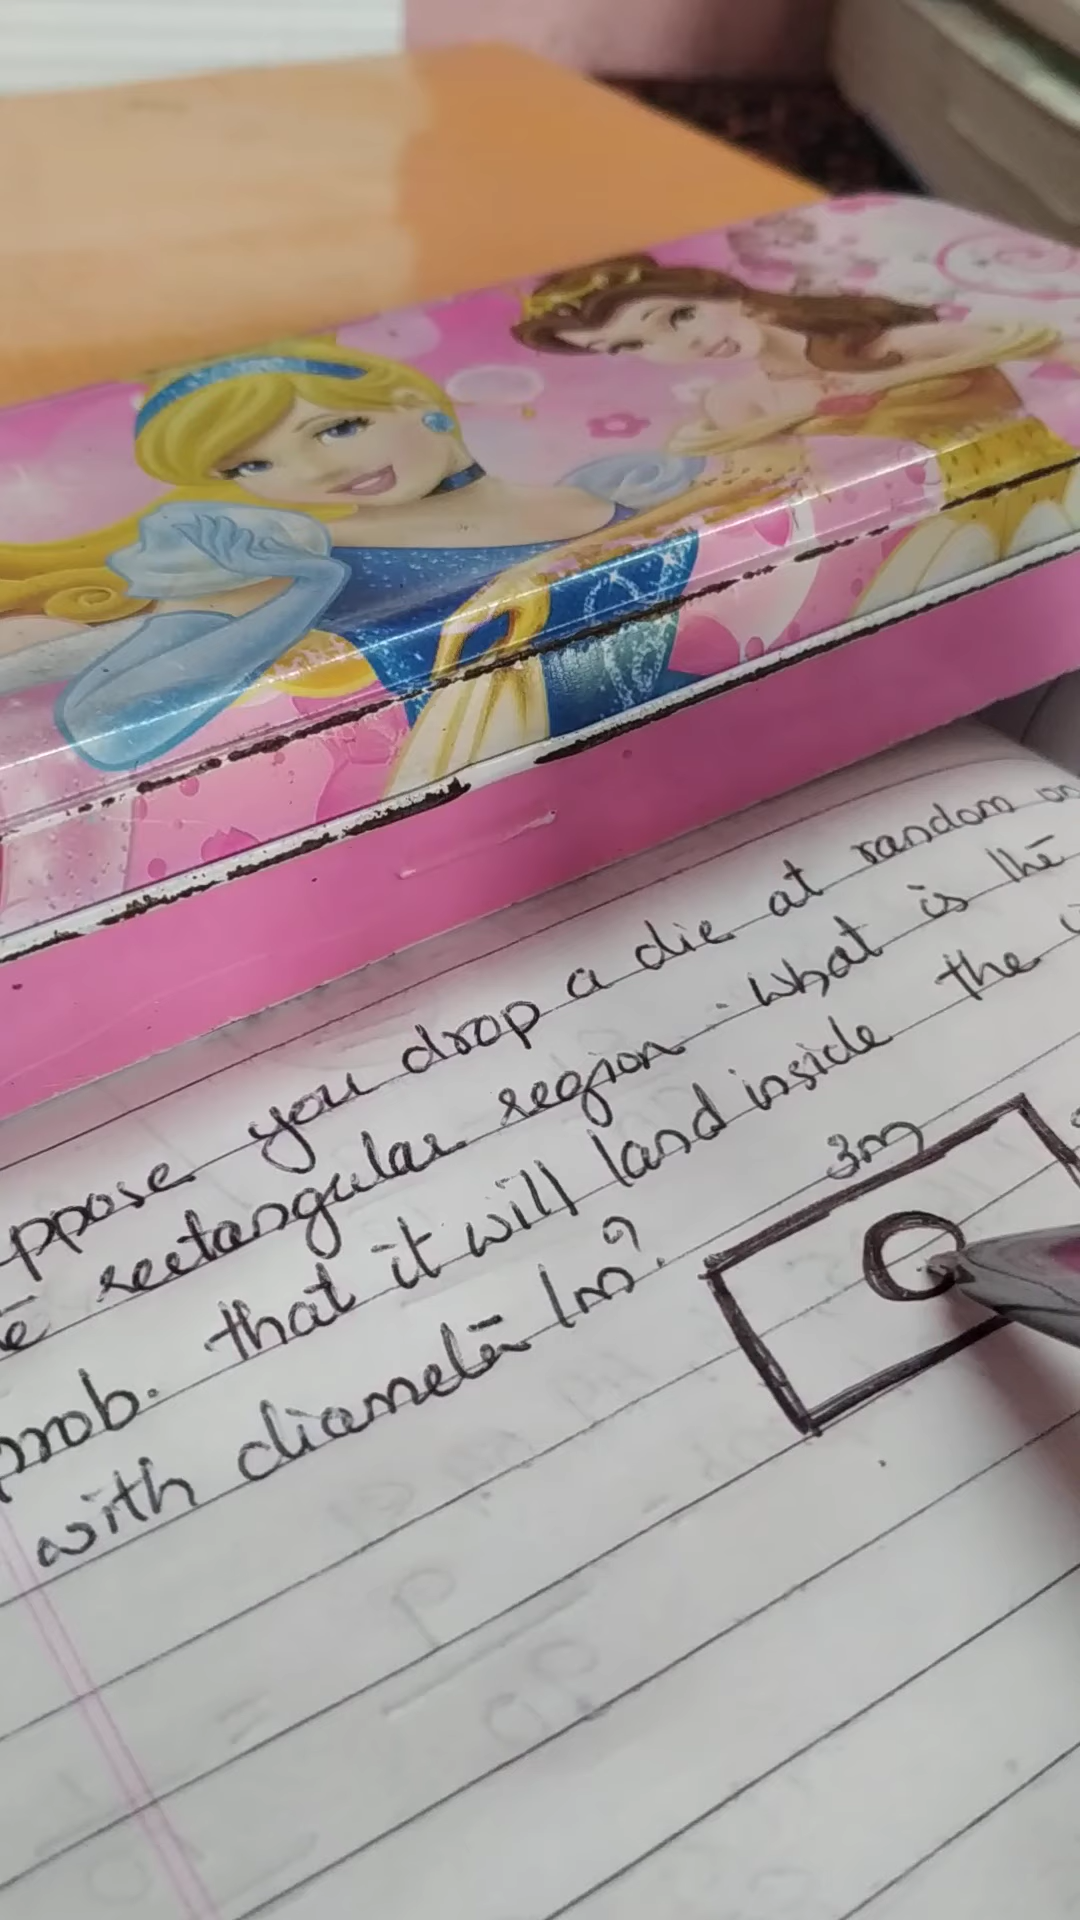 ppose you drop a die at random on
rectangular region. What is the
prob. that it will land inside the
with diameter 1m?
3m